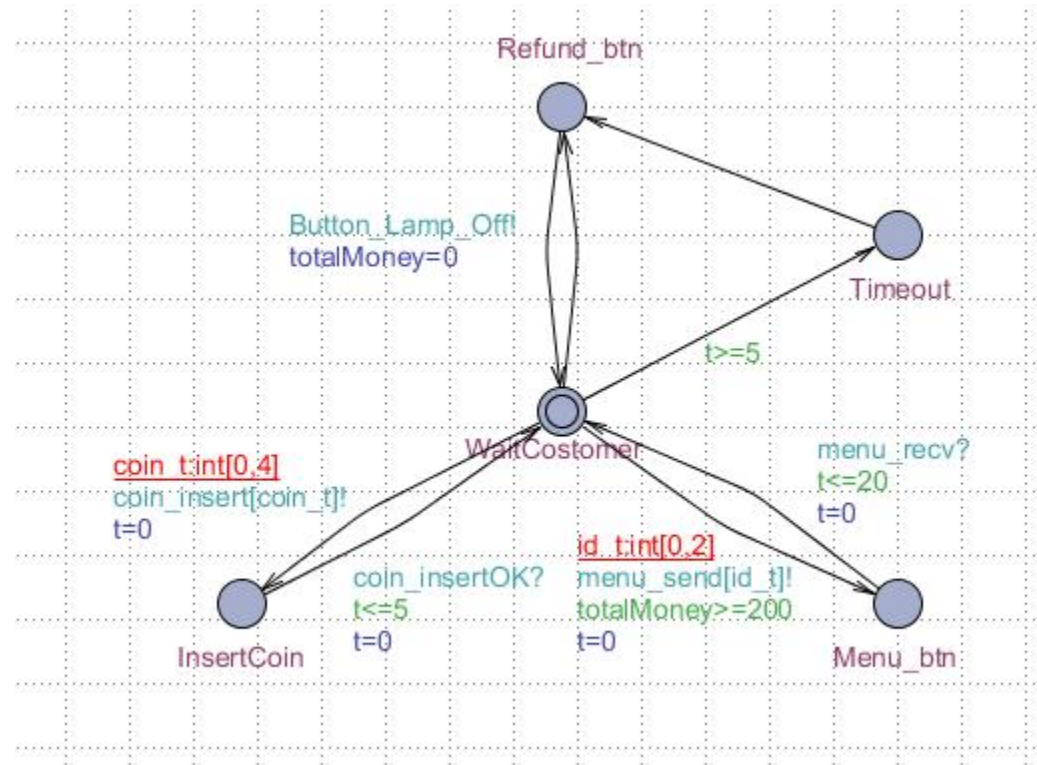 Refund_btn
Button_Lamp_Off!
totalMoney=0
Timeout
t>=5
WaitCostomer
coin_t:int[0,4]
coin_insert[coin_t]!
t=0
menu_recv?
t<=20
t=0
id_t:int[0,2]
menu_send[id_t]!
totalMoney>=200
t=0
coin_insertOK?
t<=5
t=0
InsertCoin
Menu_btn